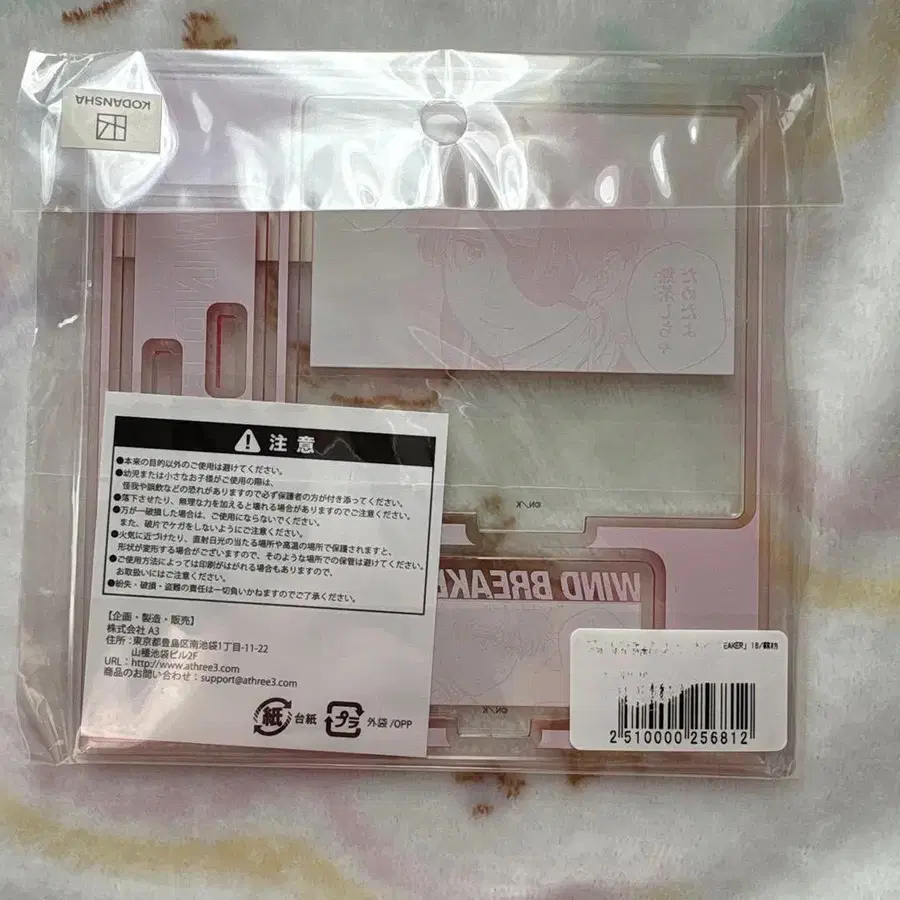 KODANSHA
だめだよ
無茶しちゃ
©N/K
WIND BREAKE
©N/K
注意
●本来の目的以外のご使用は避けてください。
●幼児または小さなお子様がご使用の際は、
怪我や誤飲などの恐れがありますので必ず保護者の方が付き添ってください。
●落下させたり、無理な力を加えると壊れる場合がありますのでご注意ください。
●万が一破損した場合は、ご使用にならないでください。
また、破片でケガをしないようにご注意ください。
●火気に近づけたり、直射日光の当たる場所や高温の場所で保護されますと、
形状が変形する場合がございますので、そのような場所での保管は避けてください。
●ご使用方法によっては印刷がはがれる場合もありますので、
お取扱いにはご注意ください。
●紛失・破損・盗難の責任は一切負いかねますのでご了承ください。
【企画・製造・販売】
株式会社 A3
住所：東京都豊島区南池袋1丁目-11-22
山種池袋ビル2F
URL：http://www.athree3.com
商品のお問い合わせ：support@athree3.com
紙 台紙 プラ 外袋/OPP
EAKER」 18/
2510000256812